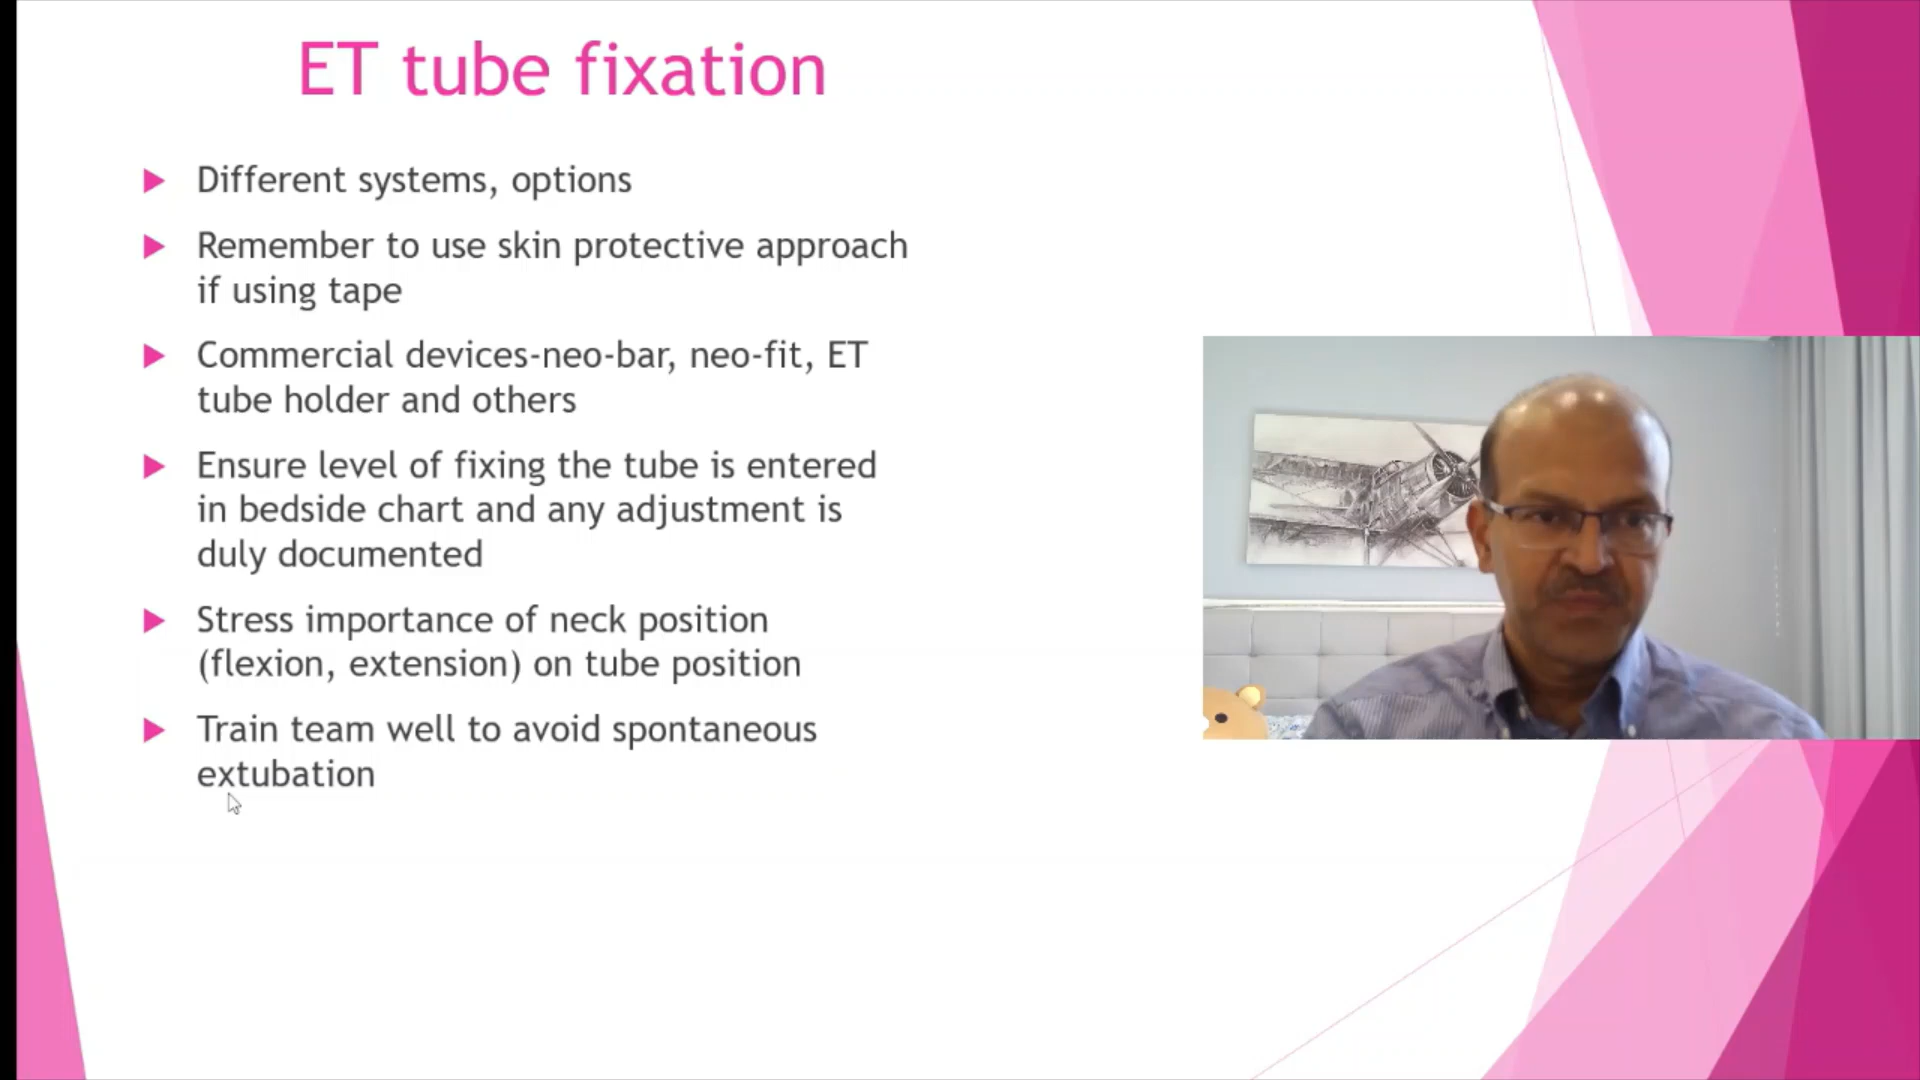 ET tube fixation
Different systems, options
Remember to use skin protective approach
if using tape
Commercial devices-neo-bar, neo-fit, ET
tube holder and others
Ensure level of fixing the tube is entered
in bedside chart and any adjustment is
duly documented
Stress importance of neck position
(flexion, extension) on tube position
Train team well to avoid spontaneous
extubation